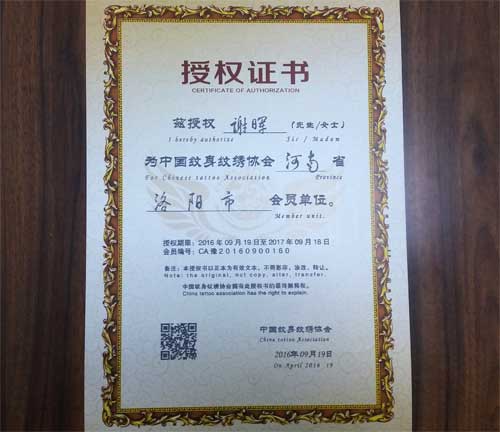 授权证书
CERTIFICATE OF AUTHORIZATION
兹授权 谢晖 (先生/女士)
I hereby authorize Sir / Madam
为中国纹身纹绣协会 河南 省
For Chinese tattoo Association Province
洛阳市 会员单位。
Member unit.
授权期限:2016年09月19日至2017年09月18日
会员编号:CA豫20160900160
备注:本授权书以正本为有效文本,不得影印,涂改,转让。
Note: the original, not copy, alter, transfer.
中国纹身纹绣协会拥有此授权书的最终解释权。
China tattoo association has the right to explain.
中国纹身纹绣协会
China tattoo Association
2016年09月19日
On April 2016 19